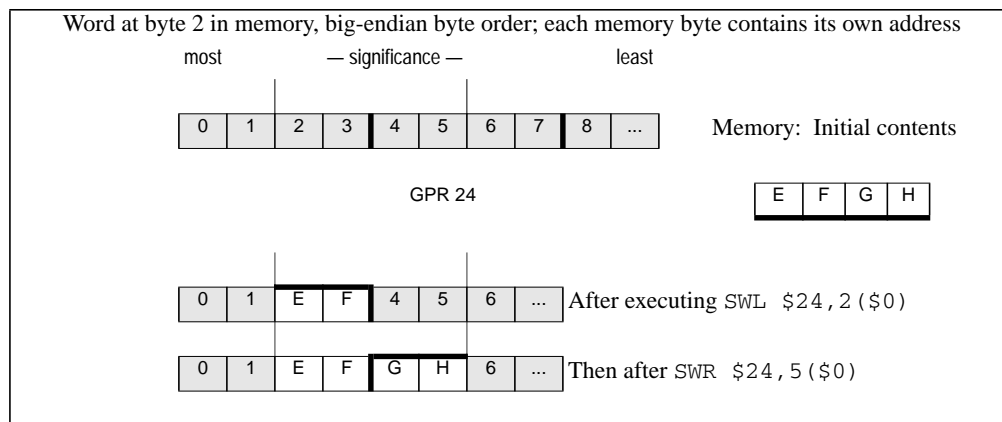 Word at byte 2 in memory, big-endian byte order; each memory byte contains its own address
most — significance — least
0 1 2 3 4 5 6 7 8 ... Memory: Initial contents
GPR 24 E F G H
0 1 E F 4 5 6 ... After executing SWL $24,2($0)
0 1 E F G H 6 ... Then after SWR $24,5($0)